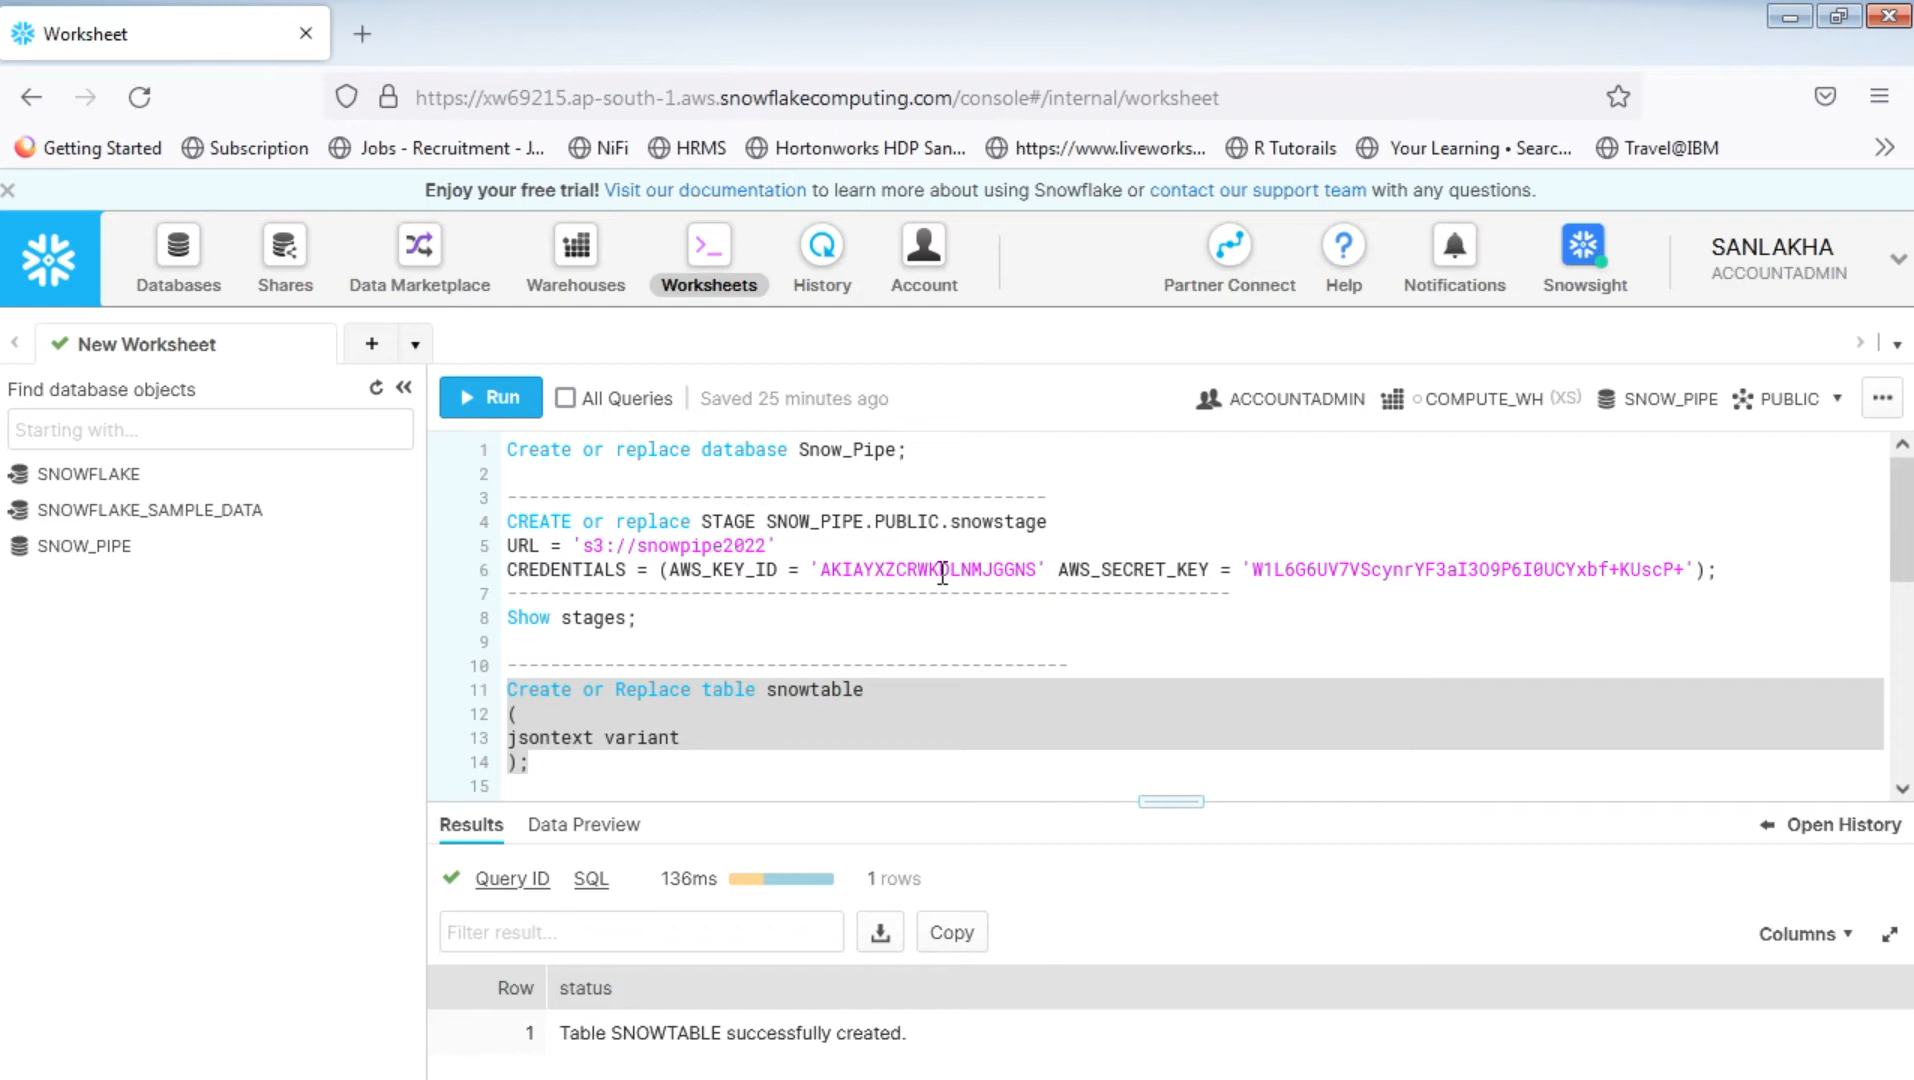 Worksheet
https://xw69215.ap-south-1.aws.snowflakecomputing.com/console#/internal/worksheet
Getting Started Subscription Jobs - Recruitment - J... NiFi HRMS Hortonworks HDP San... https://www.liveworks... R Tutorails Your Learning • Searc... Travel@IBM
Enjoy your free trial! Visit our documentation to learn more about using Snowflake or contact our support team with any questions.
Databases Shares Data Marketplace Warehouses Worksheets History Account Partner Connect Help Notifications Snowsight
SANLAKHA
ACCOUNTADMIN
New Worksheet
Find database objects
Starting with...
SNOWFLAKE
SNOWFLAKE_SAMPLE_DATA
SNOW_PIPE
Run All Queries Saved 25 minutes ago ACCOUNTADMIN COMPUTE_WH (XS) SNOW_PIPE PUBLIC
1 Create or replace database Snow_Pipe;
2
3 --------------------------------------------------
4 CREATE or replace STAGE SNOW_PIPE.PUBLIC.snowstage
5 URL = 's3://snowpipe2022'
6 CREDENTIALS = (AWS_KEY_ID = AWS_SECRET_KEY = 'W1L6G6UV7VScynrYF3aI3O9P6I0UCYxbf+KUscP+');
7 -------------------------------------------------------------------
8 Show stages;
9
10 ----------------------------------------------------
11 Create or Replace table snowtable
12 (
13 jsontext variant
14 );
15
Results Data Preview Open History
Query ID SQL 136ms 1 rows
Filter result... Copy Columns
Row status
1 Table SNOWTABLE successfully created.